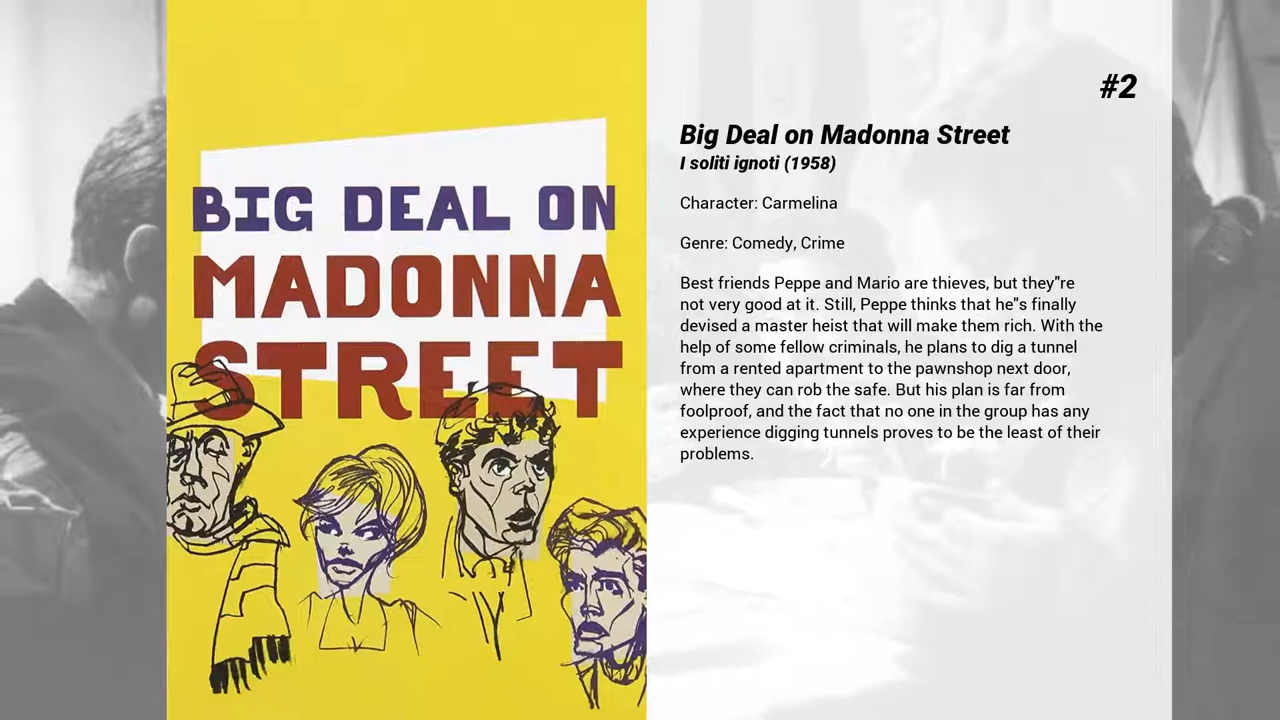 BIG DEAL ON
MADONNA
STREET
#2
Big Deal on Madonna Street
I soliti ignoti (1958)
Character: Carmelina
Genre: Comedy, Crime
Best friends Peppe and Mario are thieves, but they"re
not very good at it. Still, Peppe thinks that he"s finally
devised a master heist that will make them rich. With the
help of some fellow criminals, he plans to dig a tunnel
from a rented apartment to the pawnshop next door,
where they can rob the safe. But his plan is far from
foolproof, and the fact that no one in the group has any
experience digging tunnels proves to be the least of their
problems.